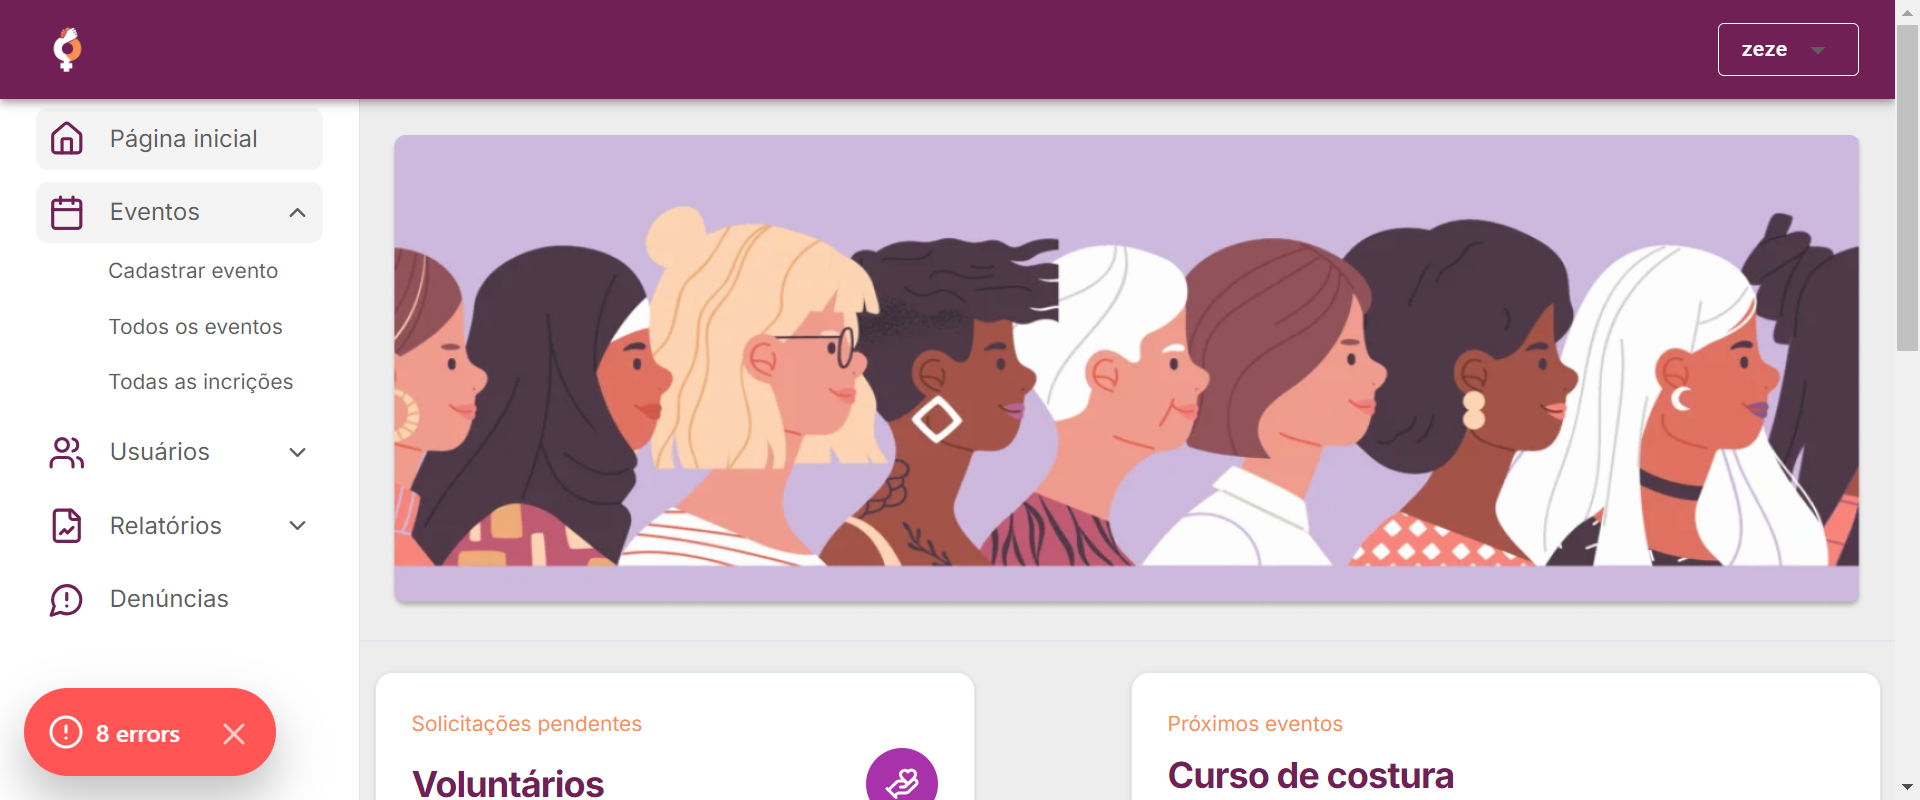 zeze
Página inicial
Eventos
Cadastrar evento
Todos os eventos
Todas as incrições
Usuários
Relatórios
Denúncias
8 errors
Solicitações pendentes
Voluntários
Próximos eventos
Curso de costura